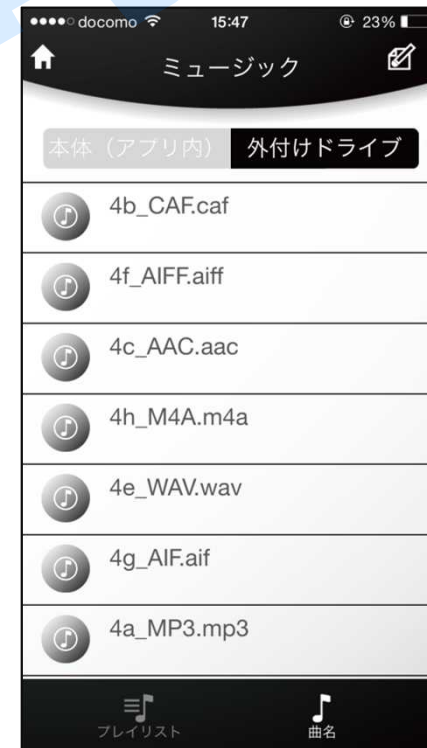 docomo 15:47 23%
ミュージック
本体（アプリ内） 外付けドライブ
4b_CAF.caf
4f_AIFF.aiff
4c_AAC.aac
4h_M4A.m4a
4e_WAV.wav
4g_AIF.aif
4a_MP3.mp3
プレイリスト 曲名